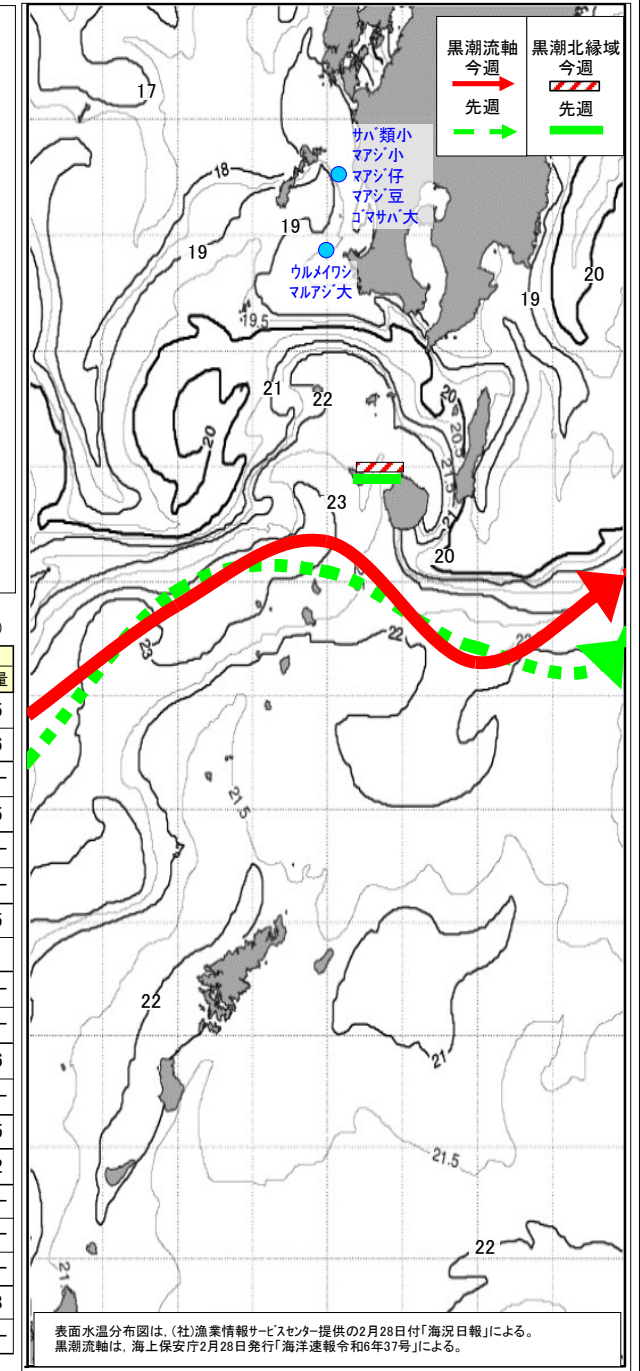 黒潮流軸
今週
先週
黒潮北縁域
今週
先週
17
サバ類小
マアジ小
マアジ仔
マアジ豆
ゴマサバ大
18
19
19
20
19
ウルメイワシ
マルアジ大
19.5
21
22
20
20
20.5
21.5
21
23
20
22
22
23
21.5
22
21
21.5
22
表面水温分布図は, (社)漁業情報サービスセンター提供の2月28日付「海況日報」による。
黒潮流軸は, 海上保安庁2月28日発行「海洋速報令和6年37号」による。
量